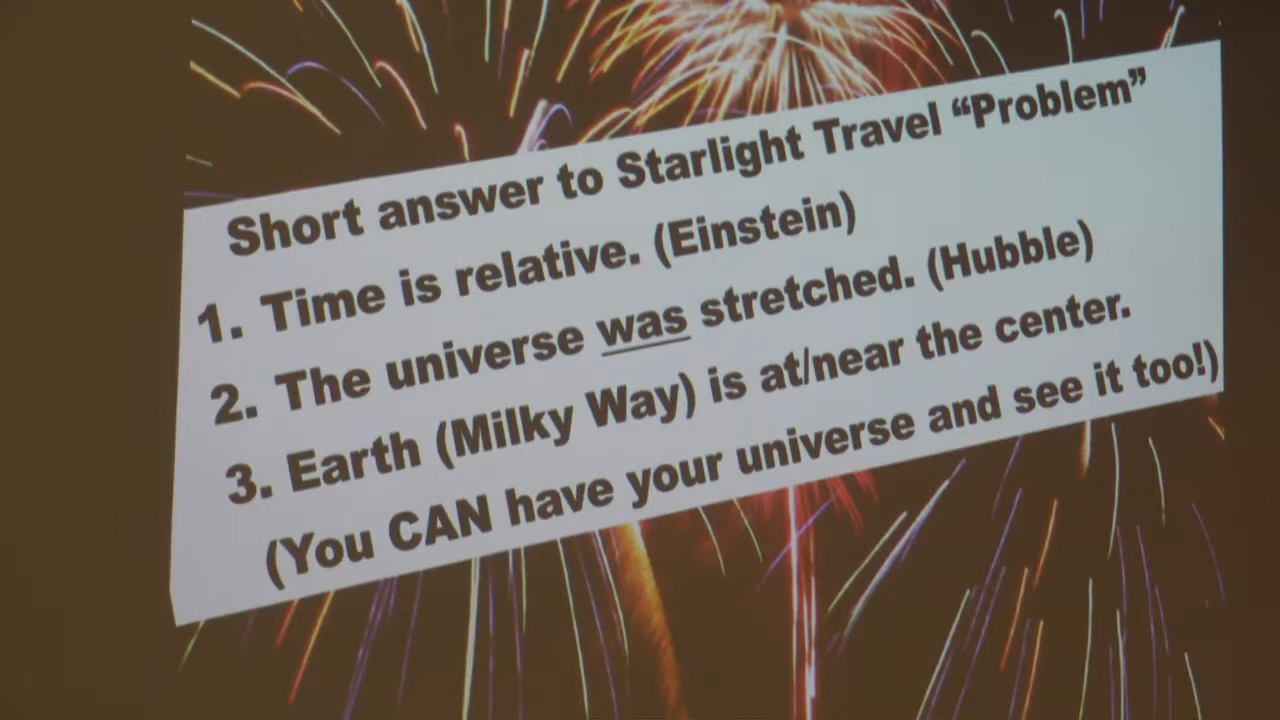 Short answer to Starlight Travel “Problem”
1. Time is relative. (Einstein)
2. The universe was stretched. (Hubble)
3. Earth (Milky Way) is at/near the center.
(You CAN have your universe and see it too!)